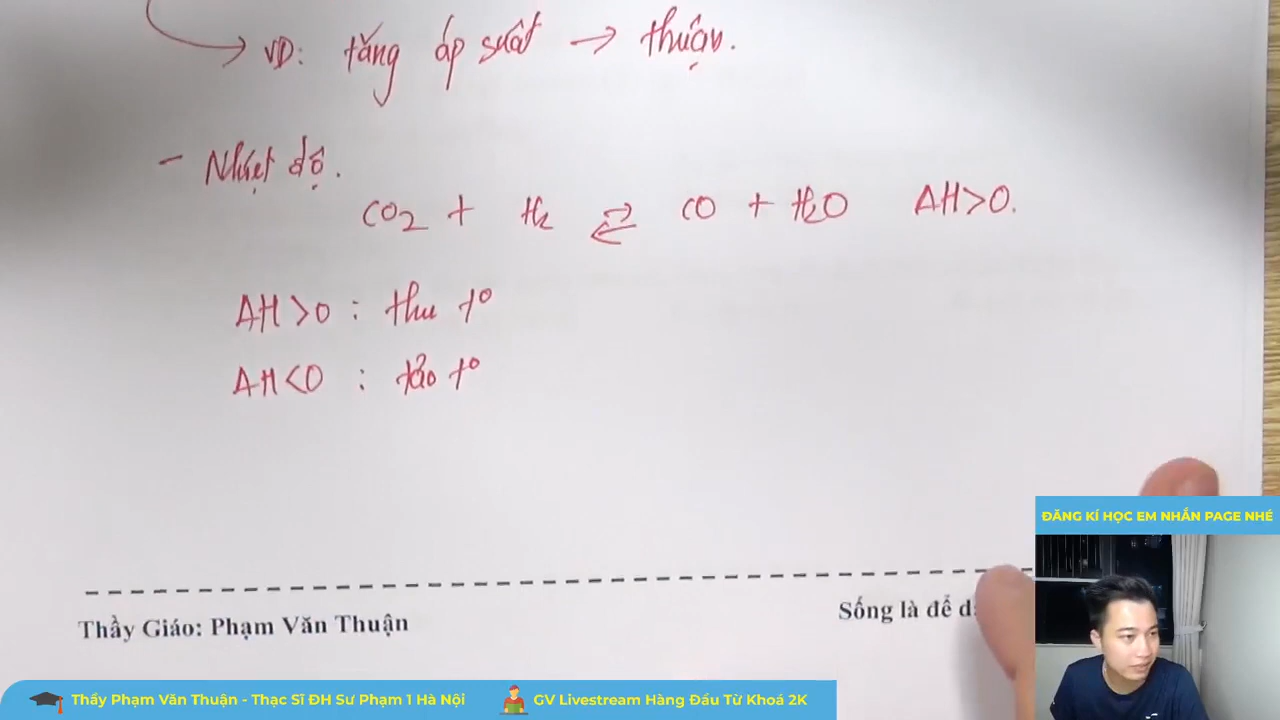 VD: tăng áp suất → thuận.
- Nhiệt độ.
CO2 + H2 ⇌ CO + H2O ΔH>0.
ΔH>0 : thu t°
ΔH<0 : tỏa t°
ĐĂNG KÍ HỌC EM NHẮN PAGE NHÉ
Thầy Giáo: Phạm Văn Thuận
Sống là để
Thầy Phạm Văn Thuận - Thạc Sĩ ĐH Sư Phạm 1 Hà Nội
GV Livestream Hàng Đầu Từ Khoá 2K